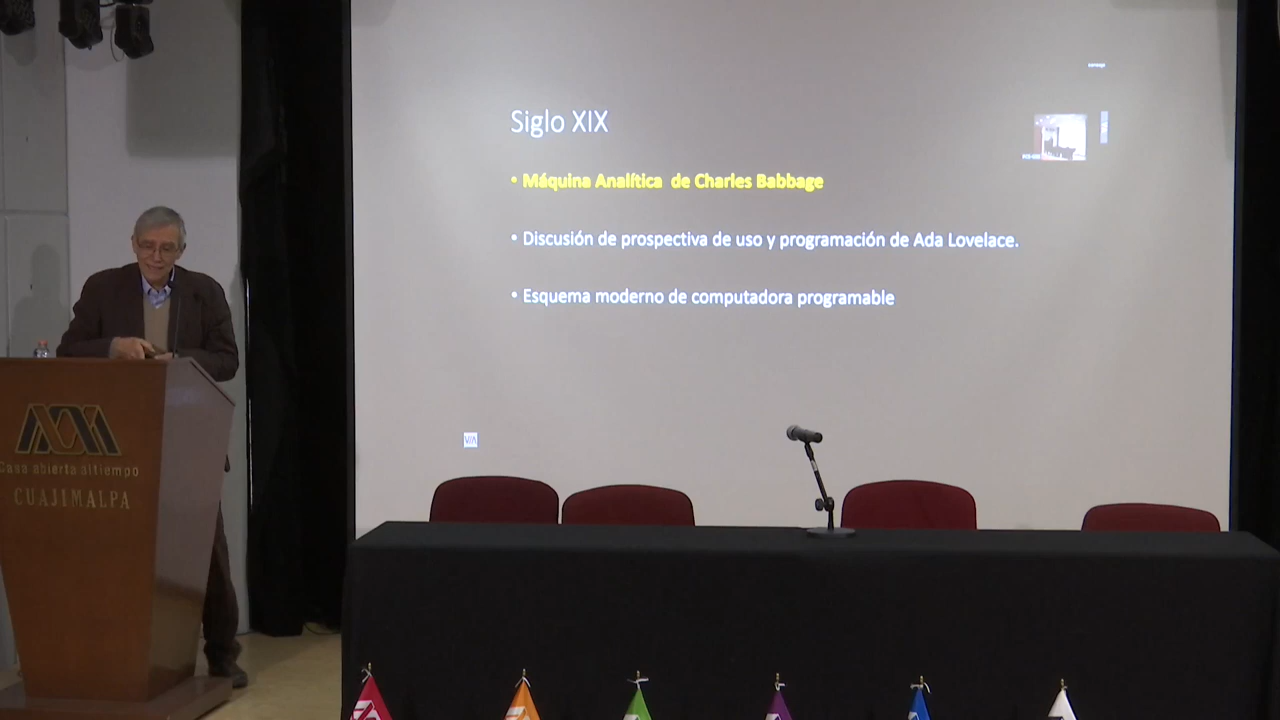 Siglo XIX
• Máquina Analítica de Charles Babbage
• Discusión de prospectiva de uso y programación de Ada Lovelace.
• Esquema moderno de computadora programable
Casa abierta al tiempo
CUAJIMALPA